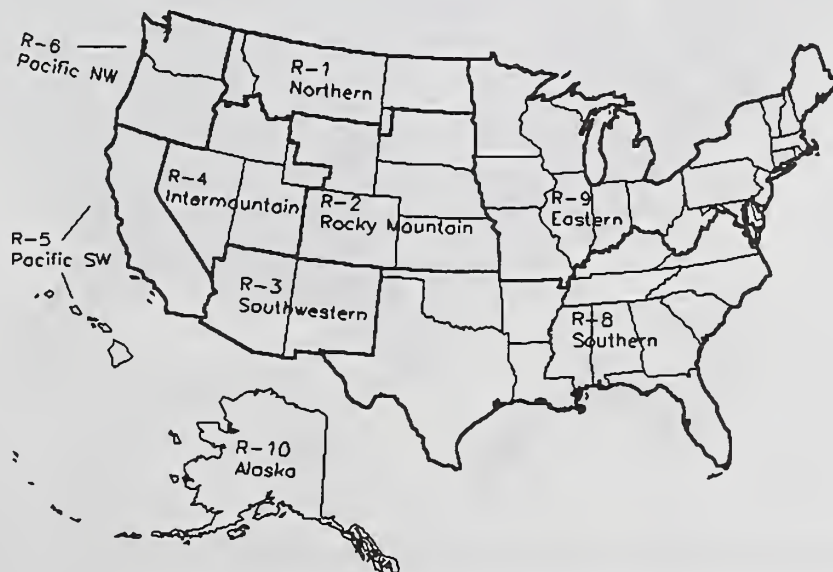 R-6
Pacific NW
R-1
Northern
R-4
Intermountain
R-2
Rocky Mountain
R-9
Eastern
R-5
Pacific SW
R-3
Southwestern
R-8
Southern
R-10
Alaska